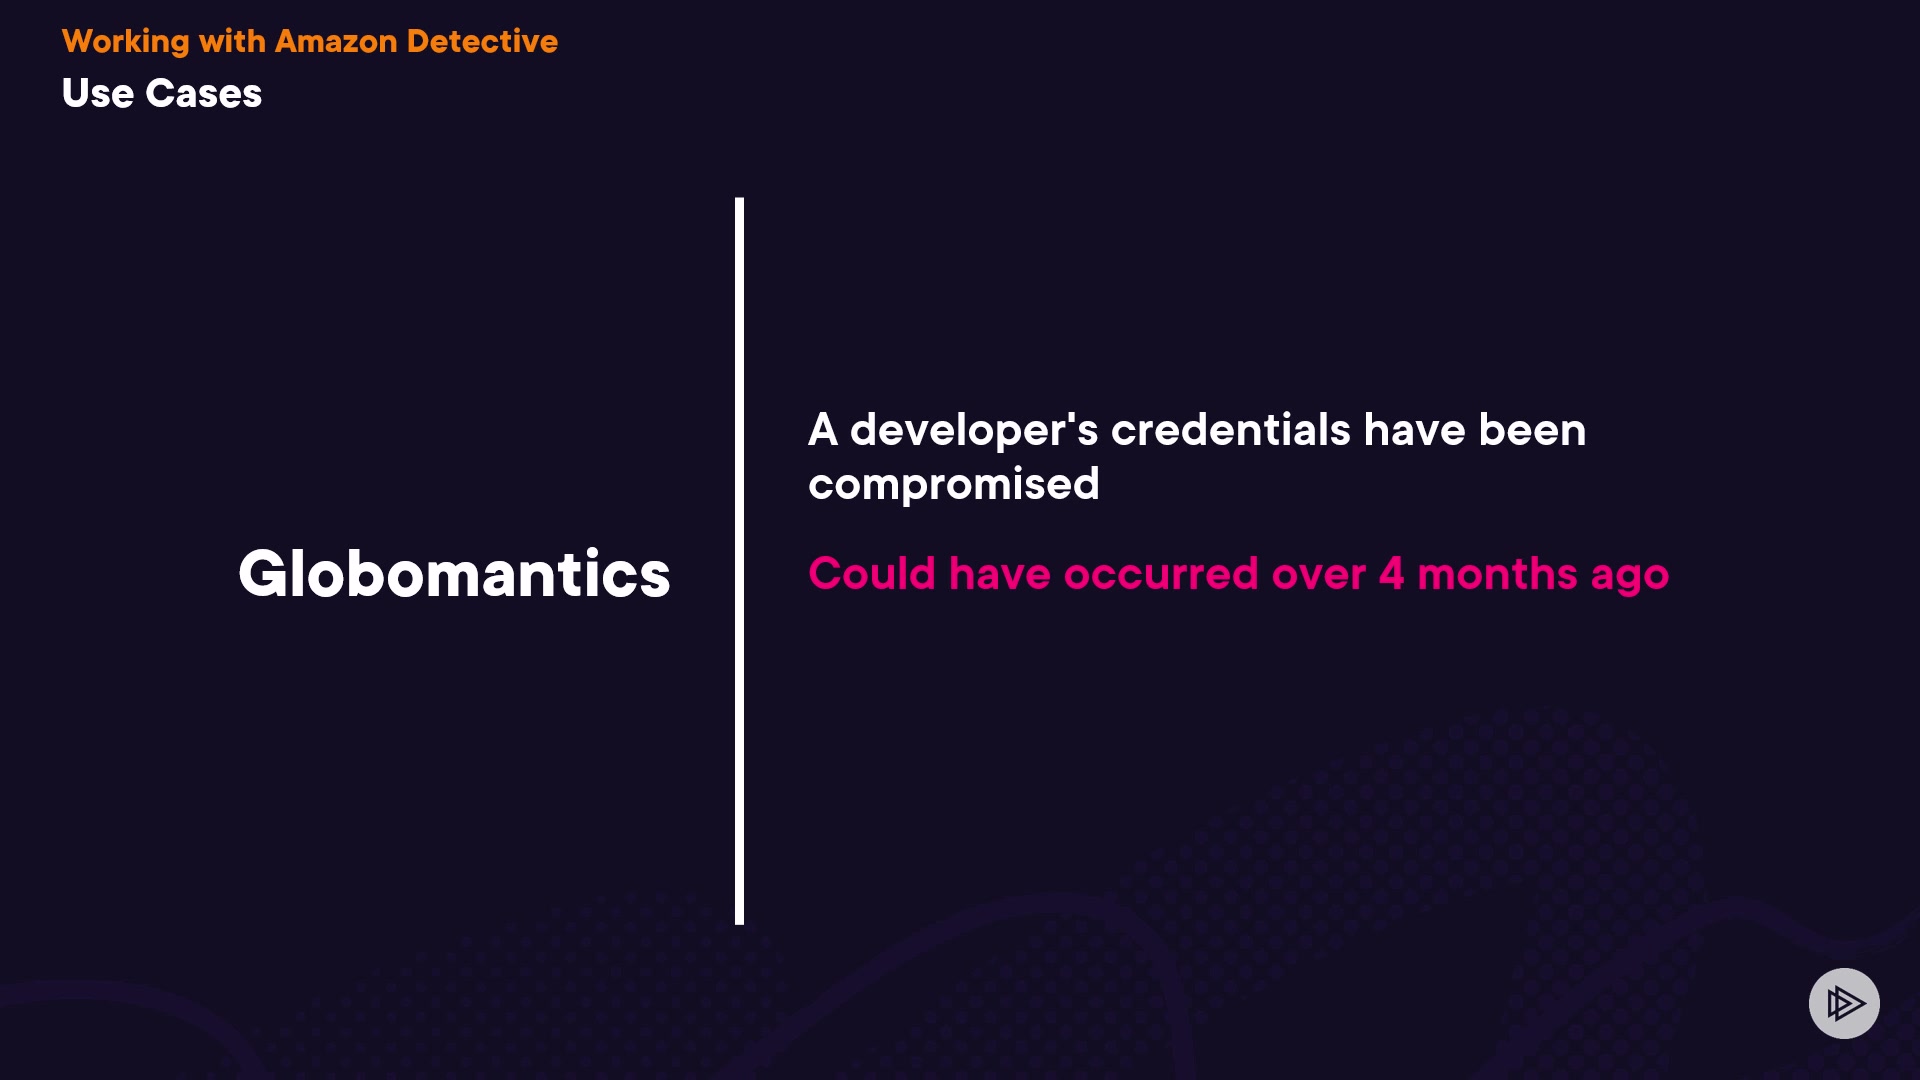 Working with Amazon Detective
Use Cases
Globomantics
A developer's credentials have been
compromised
Could have occurred over 4 months ago